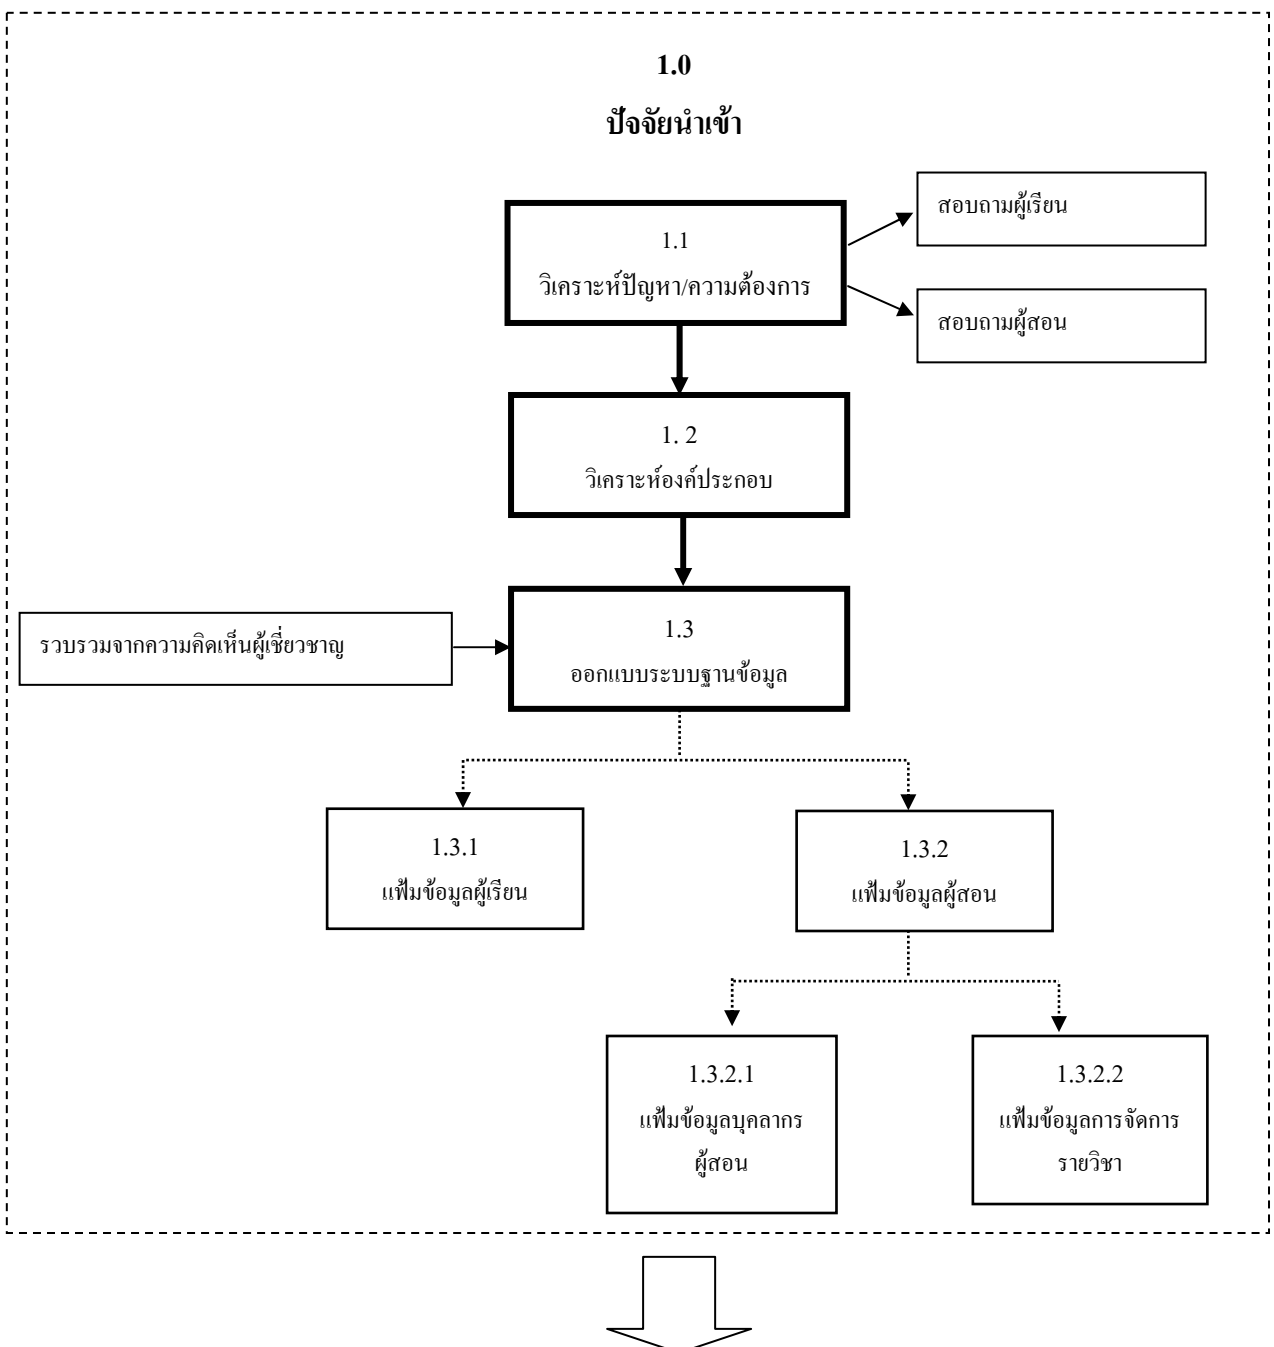 1.0
ปัจจัยนำเข้า
สอบถามผู้เรียน
1.1
วิเคราะห์ปัญหา/ความต้องการ
สอบถามผู้สอน
1. 2
วิเคราะห์องค์ประกอบ
รวบรวมจากความคิดเห็นผู้เชี่ยวชาญ
1.3
ออกแบบระบบฐานข้อมูล
1.3.1
แฟ้มข้อมูลผู้เรียน
1.3.2
แฟ้มข้อมูลผู้สอน
1.3.2.1
แฟ้มข้อมูลบุคลากร
ผู้สอน
1.3.2.2
แฟ้มข้อมูลการจัดการ
รายวิชา